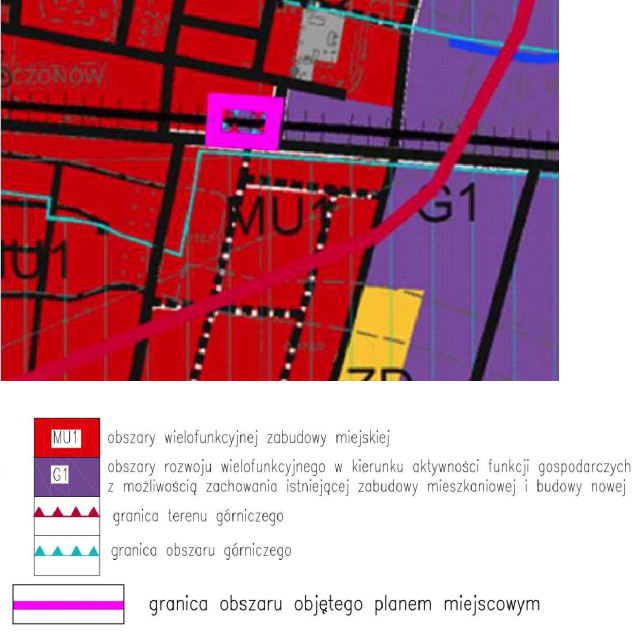 OCZONÓW
MU1
G1
MU1
ZP
MU1 obszary wielofunkcyjnej zabudowy miejskiej
G1 obszary rozwoju wielofunkcyjnego w kierunku aktywności funkcji gospodarczych
z możliwością zachowania istniejącej zabudowy mieszkaniowej i budowy nowej
granica terenu górniczego
granica obszaru górniczego
granica obszaru objętego planem miejscowym